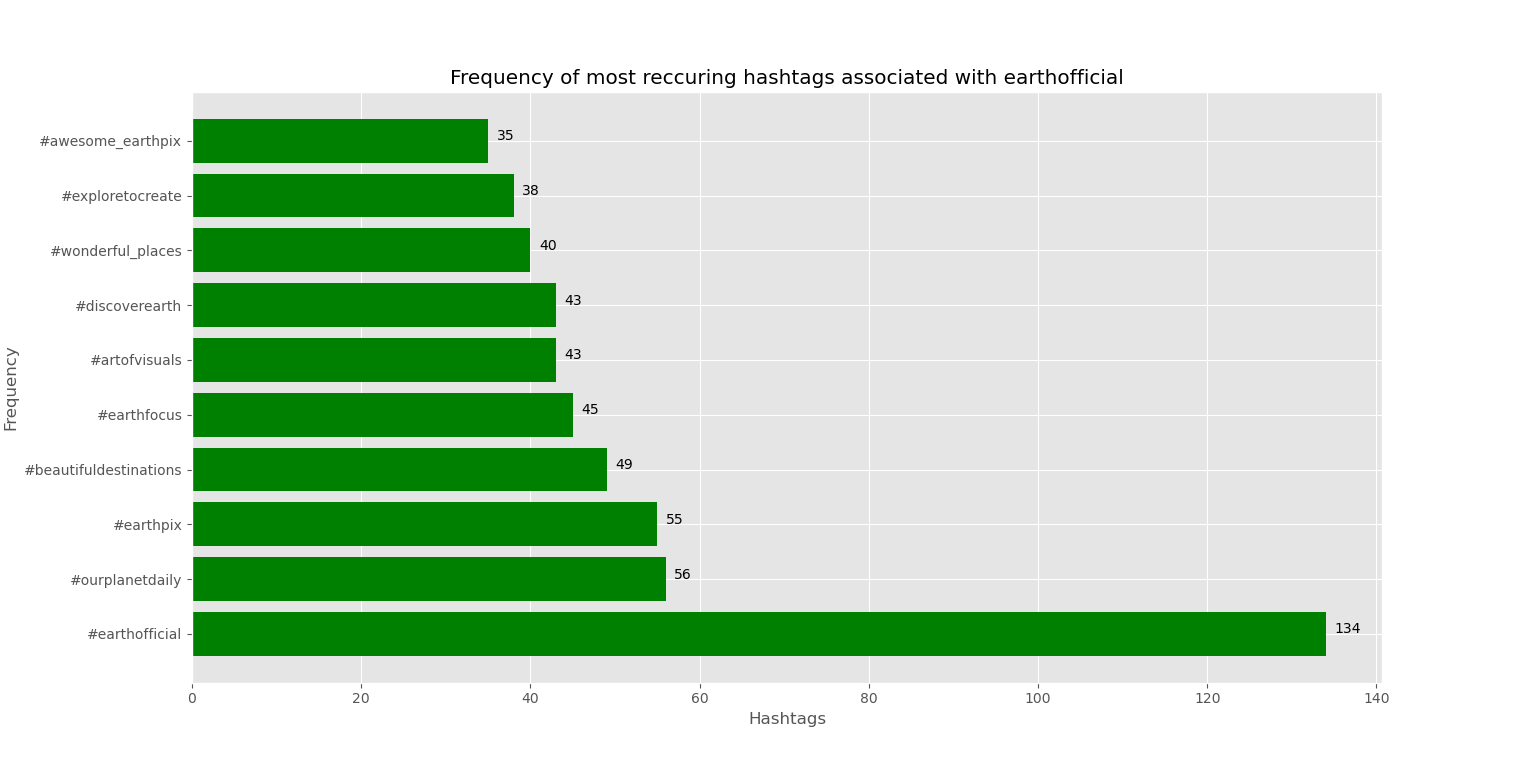 Frequency of most reccuring hashtags associated with earthofficial
#awesome_earthpix 35
#exploretocreate 38
#wonderful_places 40
#discoverearth 43
#artofvisuals 43
#earthfocus 45
#beautifuldestinations 49
#earthpix 55
#ourplanetdaily 56
#earthofficial 134
Frequency
0 20 40 60 80 100 120 140
Hashtags